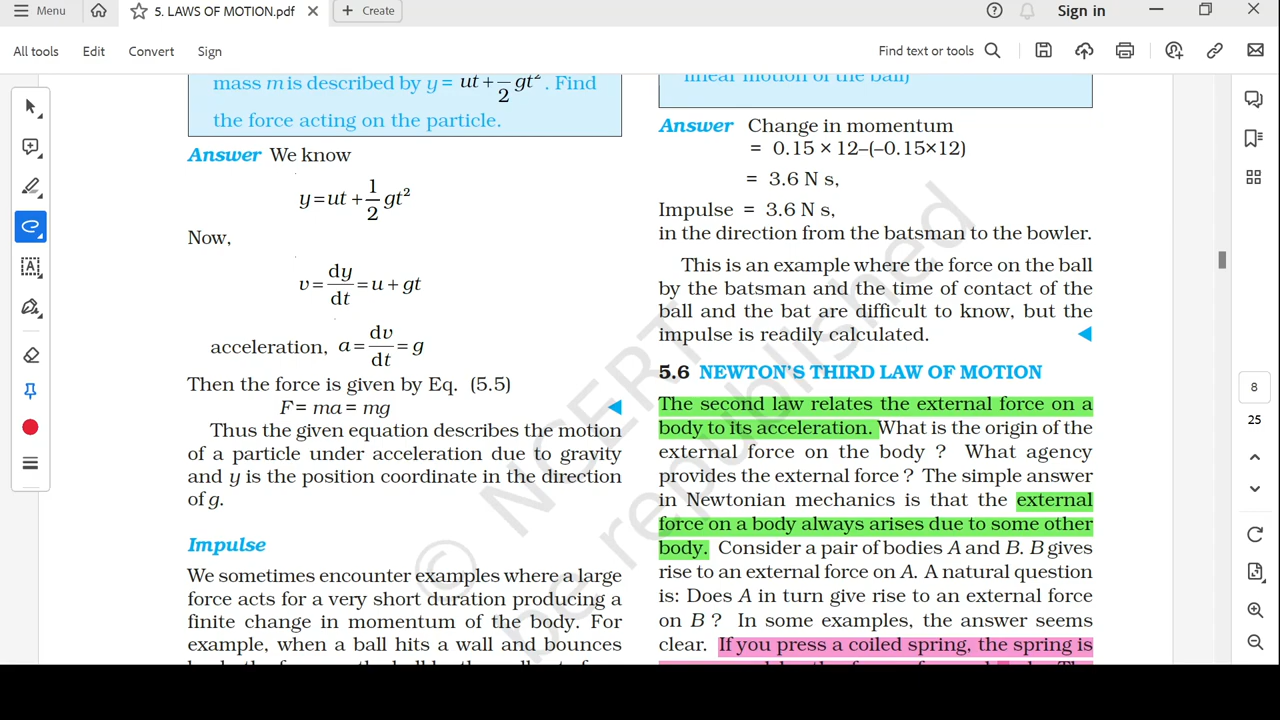 Menu
5. LAWS OF MOTION.pdf
Create
Sign in
All tools
Edit
Convert
Sign
Find text or tools
mass m is described by y = ut + 1/2 gt². Find
the force acting on the particle.
Answer We know
y = ut + 1/2 gt²
Now,
v = dy/dt = u + gt
acceleration, a = dv/dt = g
Then the force is given by Eq. (5.5)
F = ma = mg
Thus the given equation describes the motion
of a particle under acceleration due to gravity
and y is the position coordinate in the direction
of g.
Impulse
We sometimes encounter examples where a large
force acts for a very short duration producing a
finite change in momentum of the body. For
example, when a ball hits a wall and bounces
linear motion of the ball)
Answer Change in momentum
= 0.15 × 12–(–0.15×12)
= 3.6 N s,
Impulse = 3.6 N s,
in the direction from the batsman to the bowler.
This is an example where the force on the ball
by the batsman and the time of contact of the
ball and the bat are difficult to know, but the
impulse is readily calculated.
5.6 NEWTON'S THIRD LAW OF MOTION
The second law relates the external force on a
body to its acceleration. What is the origin of the
external force on the body ? What agency
provides the external force ? The simple answer
in Newtonian mechanics is that the external
force on a body always arises due to some other
body. Consider a pair of bodies A and B. B gives
rise to an external force on A. A natural question
is: Does A in turn give rise to an external force
on B ? In some examples, the answer seems
clear. If you press a coiled spring, the spring is
8
25
© NCERT
be republished